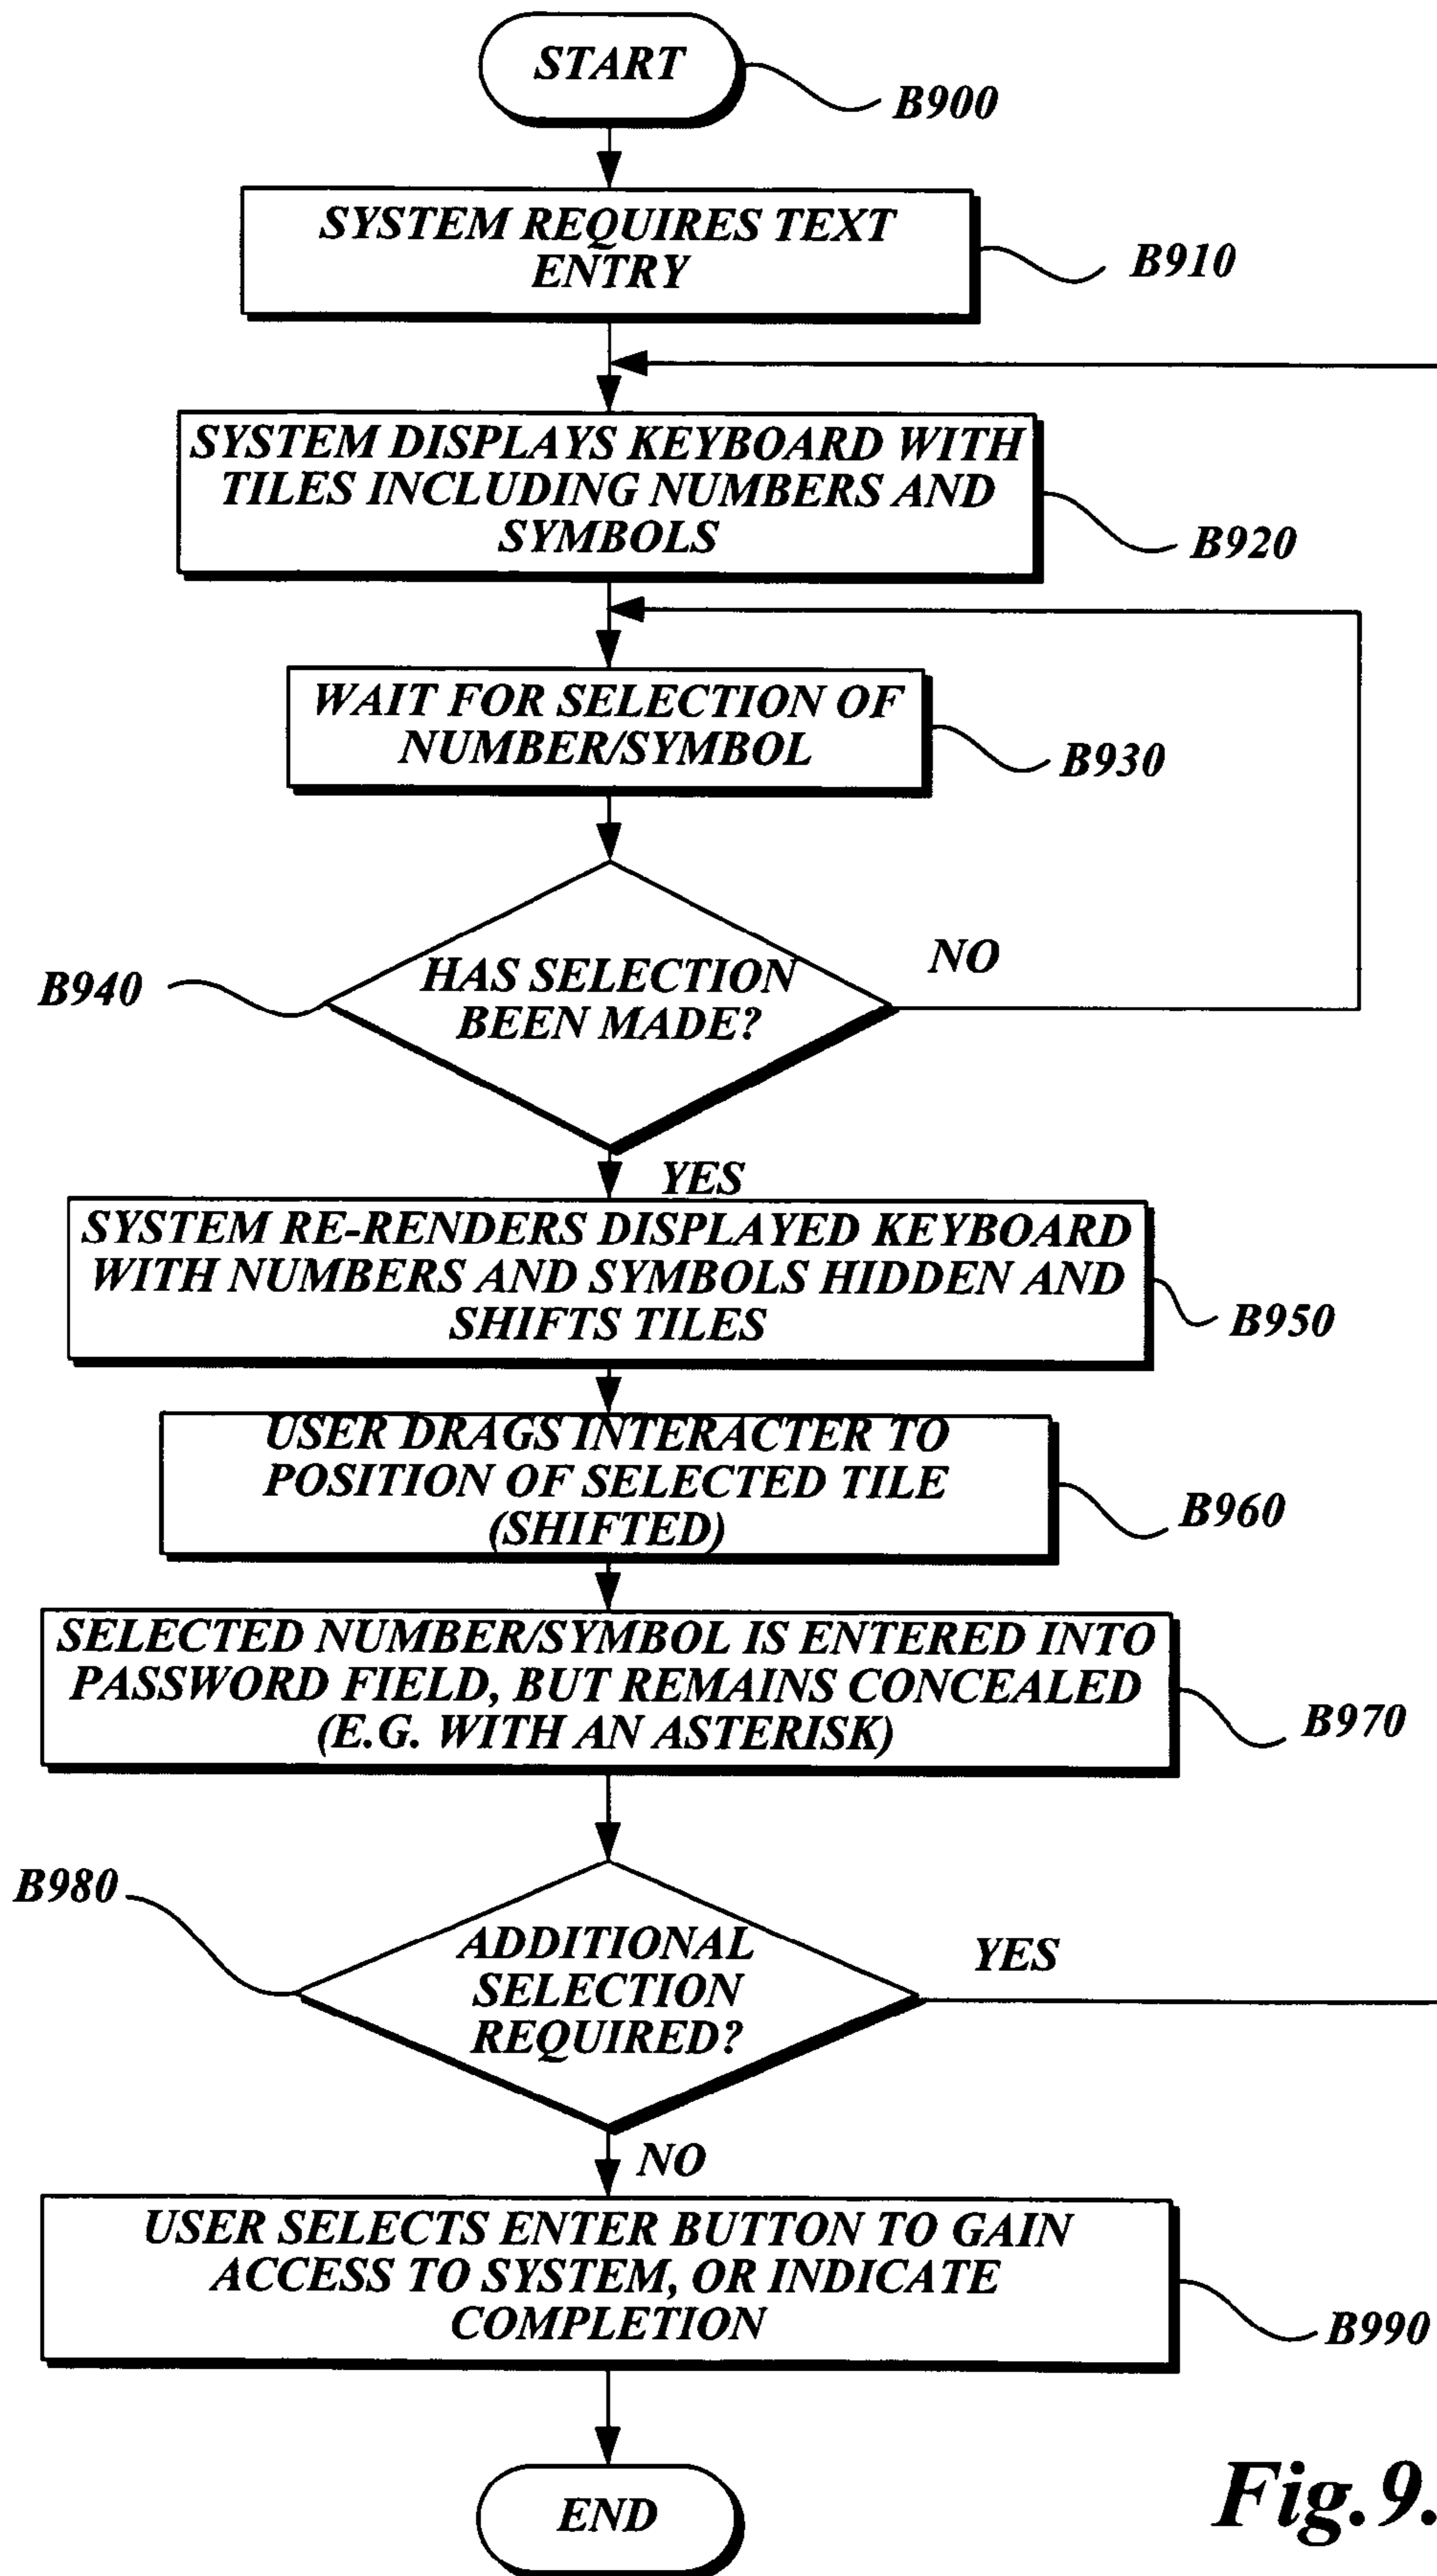 START
B900
SYSTEM REQUIRES TEXT
ENTRY
B910
SYSTEM DISPLAYS KEYBOARD WITH
TILES INCLUDING NUMBERS AND
SYMBOLS
B920
WAIT FOR SELECTION OF
NUMBER/SYMBOL
B930
HAS SELECTION
BEEN MADE?
B940
NO
YES
SYSTEM RE-RENDERS DISPLAYED KEYBOARD
WITH NUMBERS AND SYMBOLS HIDDEN AND
SHIFTS TILES
B950
USER DRAGS INTERACTER TO
POSITION OF SELECTED TILE
(SHIFTED)
B960
SELECTED NUMBER/SYMBOL IS ENTERED INTO
PASSWORD FIELD, BUT REMAINS CONCEALED
(E.G. WITH AN ASTERISK)
B970
B980
ADDITIONAL
SELECTION
REQUIRED?
YES
NO
USER SELECTS ENTER BUTTON TO GAIN
ACCESS TO SYSTEM, OR INDICATE
COMPLETION
B990
END
Fig.9.